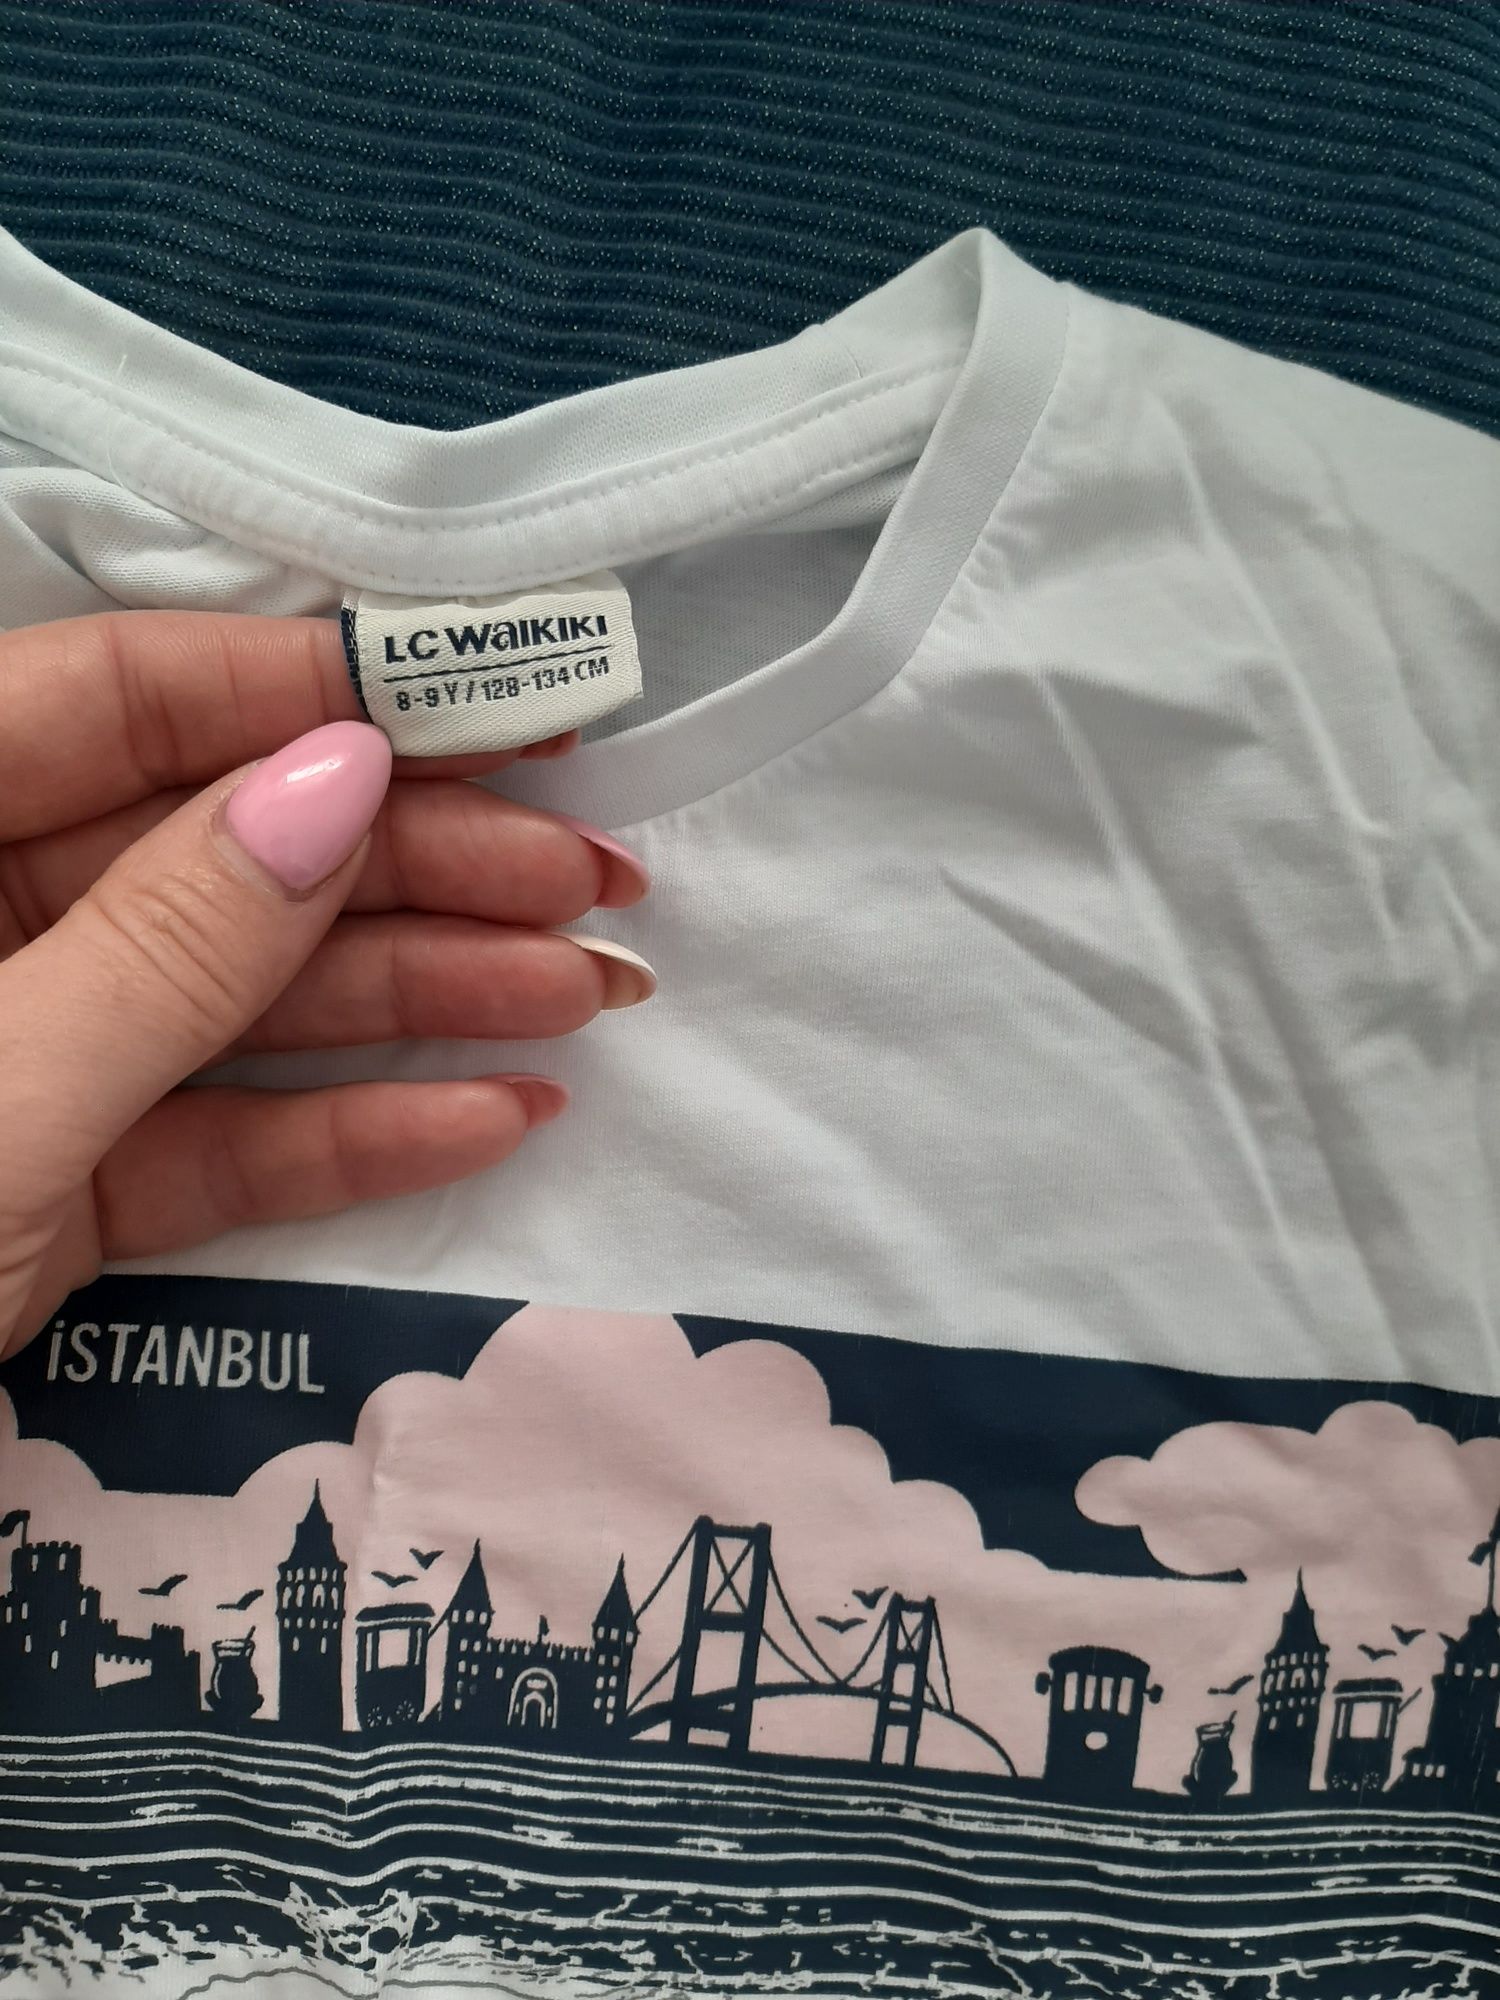 LC WAIKIKI
8-9 Y / 128-134 CM
İSTANBUL